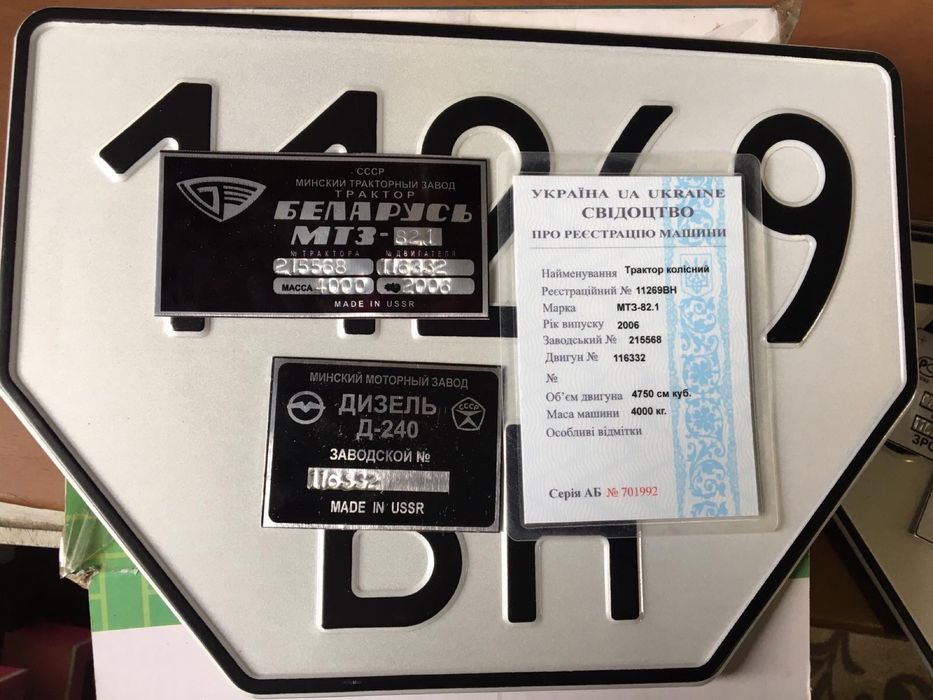 11269
СССР
МИНСКИЙ ТРАКТОРНЫЙ ЗАВОД
ТРАКТОР
БЕЛАРУСЬ
МТЗ-82.1
№ ТРАКТОРА № ДВИГАТЕЛЯ
215568 116332
МАССА 4000 2006
MADE IN USSR
МИНСКИЙ МОТОРНЫЙ ЗАВОД
ДИЗЕЛЬ
СССР
Д-240
ЗАВОДСКОЙ №
116332
MADE IN USSR
УКРАЇНА UA UKRAINE
СВІДОЦТВО
ПРО РЕЄСТРАЦІЮ МАШИНИ
Найменування Трактор колісний
Реєстраційний № 11269ВН
Марка МТЗ-82.1
Рік випуску 2006
Заводський № 215568
Двигун № 116332
№
Об'єм двигуна 4750 см куб.
Маса машини 4000 кг.
Особливі відмітки
Серія АБ № 701992
ВН